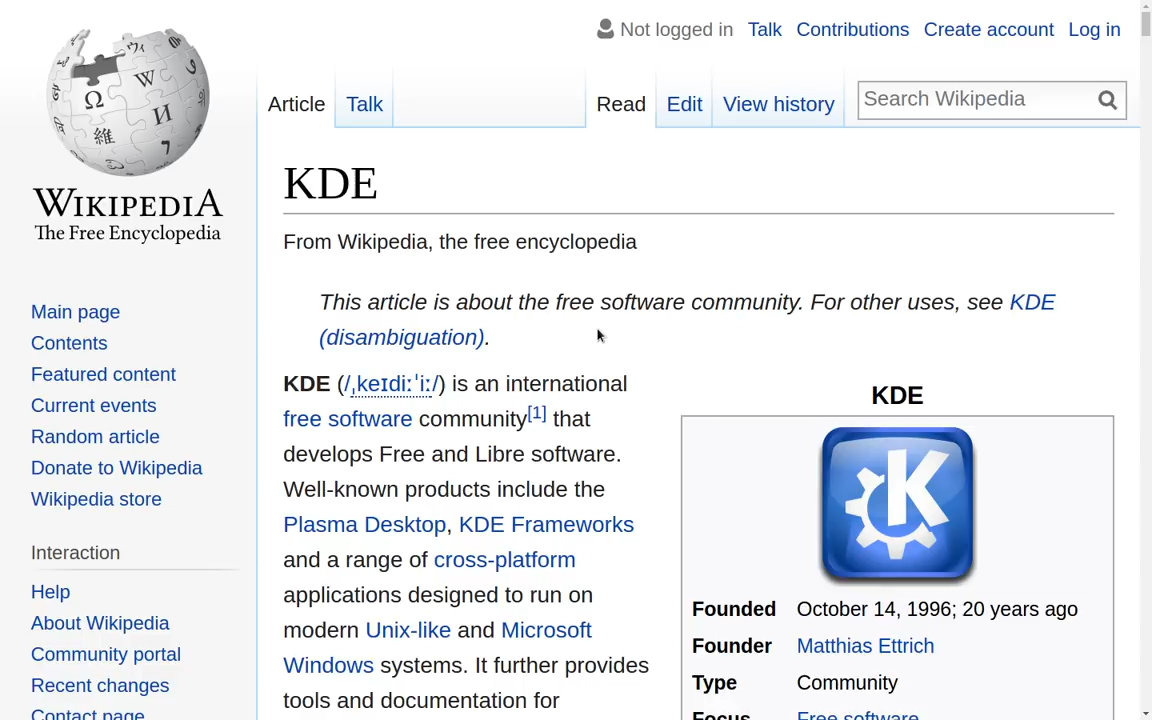 Not logged in Talk Contributions Create account Log in
Article Talk Read Edit View history Search Wikipedia
WIKIPEDIA
The Free Encyclopedia
Main page
Contents
Featured content
Current events
Random article
Donate to Wikipedia
Wikipedia store
Interaction
Help
About Wikipedia
Community portal
Recent changes
Contact page
KDE
From Wikipedia, the free encyclopedia
This article is about the free software community. For other uses, see KDE
(disambiguation).
KDE (/ˌkeɪdiːˈiː/) is an international
free software community[1] that
develops Free and Libre software.
Well-known products include the
Plasma Desktop, KDE Frameworks
and a range of cross-platform
applications designed to run on
modern Unix-like and Microsoft
Windows systems. It further provides
tools and documentation for
KDE
K
Founded October 14, 1996; 20 years ago
Founder Matthias Ettrich
Type Community
Focus Free software